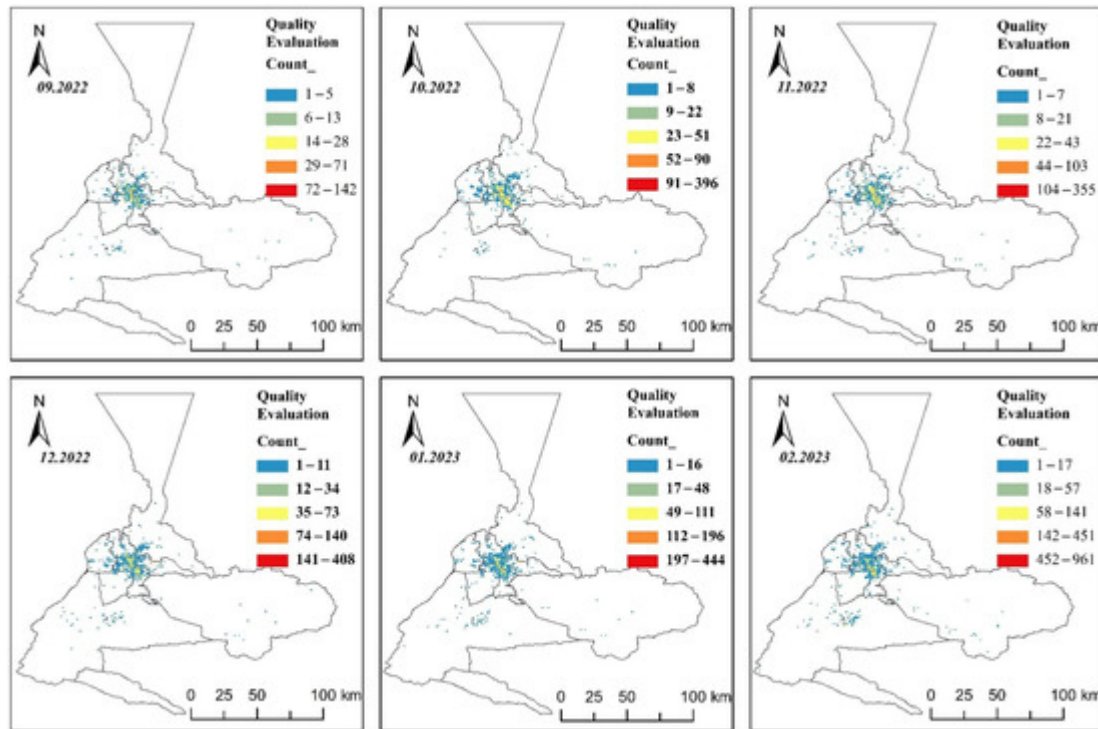 Quality
Evaluation
Count_
N
09.2022
1–5
6–13
14–28
29–71
72–142
0 25 50 100 km
Quality
Evaluation
Count_
N
10.2022
1–8
9–22
23–51
52–90
91–396
0 25 50 100 km
Quality
Evaluation
Count_
N
11.2022
1–7
8–21
22–43
44–103
104–355
0 25 50 100 km
Quality
Evaluation
Count_
N
12.2022
1–11
12–34
35–73
74–140
141–408
0 25 50 100 km
Quality
Evaluation
Count_
N
01.2023
1–16
17–48
49–111
112–196
197–444
0 25 50 100 km
Quality
Evaluation
Count_
N
02.2023
1–17
18–57
58–141
142–451
452–961
0 25 50 100 km